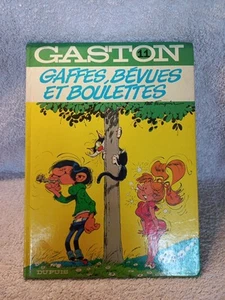 GASTON
11
GAFFES, BÉVUES
ET BOULETTES
DUPUIS